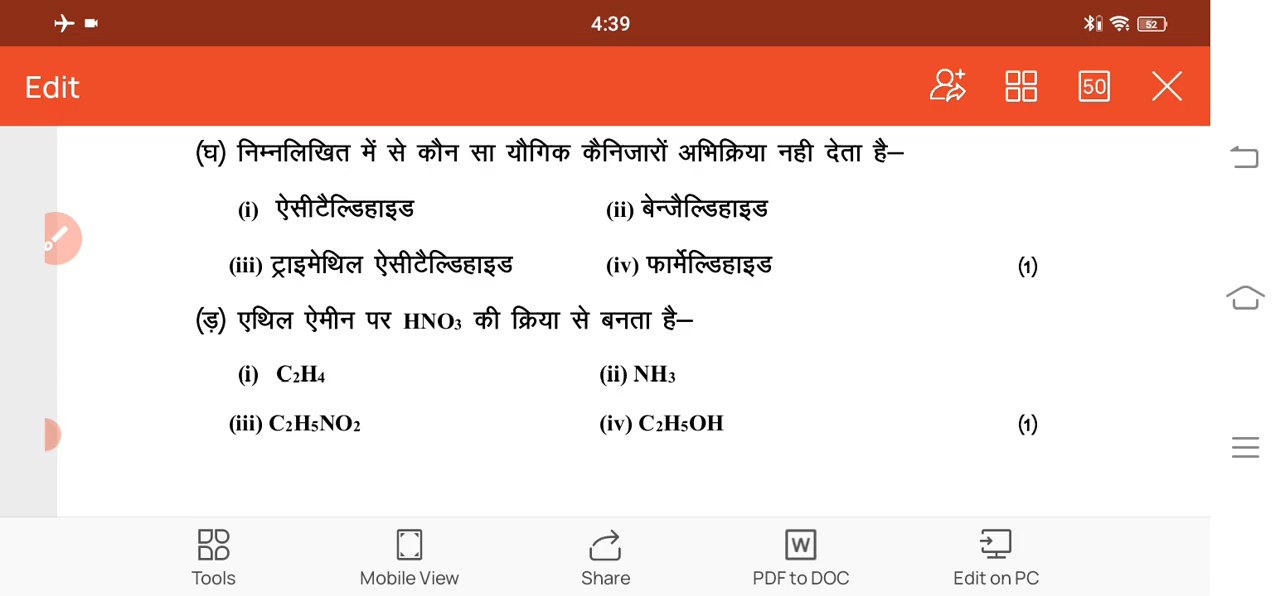 4:39
52
Edit
50
(घ) निम्नलिखित में से कौन सा यौगिक कैनिजारों अभिक्रिया नही देता है–
(i) ऐसीटैल्डिहाइड (ii) बेन्जैल्डिहाइड
(iii) ट्राइमेथिल ऐसीटैल्डिहाइड (iv) फार्मेल्डिहाइड (1)
(ड़) एथिल ऐमीन पर HNO₃ की क्रिया से बनता है–
(i) C₂H₄ (ii) NH₃
(iii) C₂H₅NO₂ (iv) C₂H₅OH (1)
W
Tools Mobile View Share PDF to DOC Edit on PC